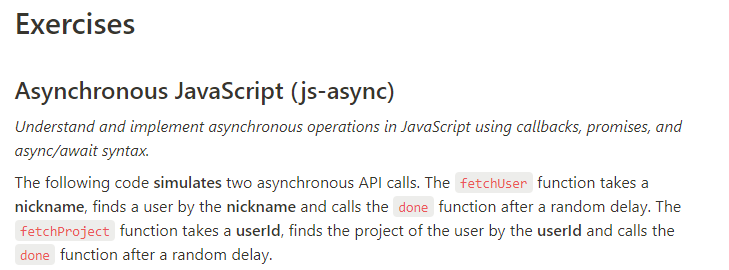 Exercises
Asynchronous JavaScript (js-async)
Understand and implement asynchronous operations in JavaScript using callbacks, promises, and
async/await syntax.
The following code simulates two asynchronous API calls. The fetchUser function takes a
nickname, finds a user by the nickname and calls the done function after a random delay. The
fetchProject function takes a userId, finds the project of the user by the userId and calls the
done function after a random delay.